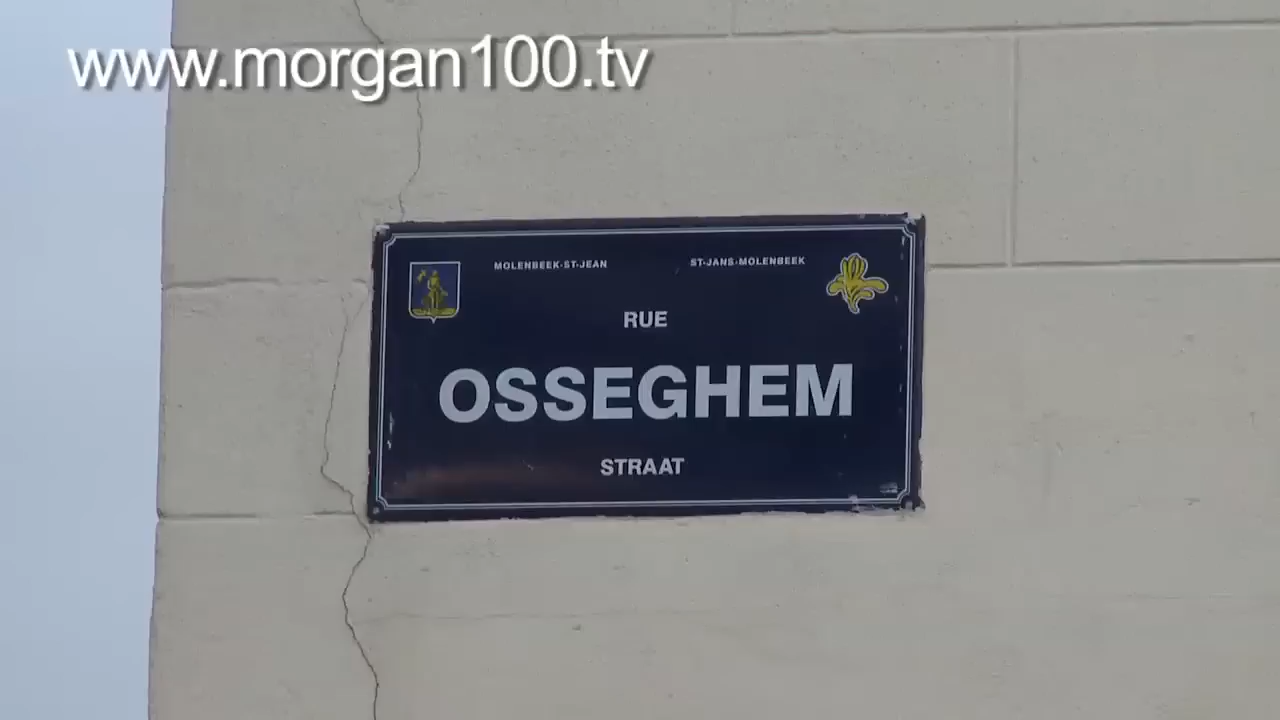 www.morgan100.tv
MOLENBEEK-ST-JEAN ST-JANS-MOLENBEEK
RUE
OSSEGHEM
STRAAT